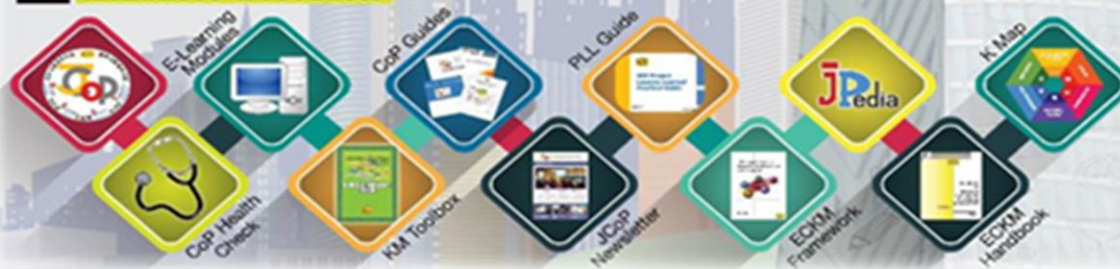 JCoP
CoP Health
Check
E-Learning
Modules
KM Toolbox
CoP Guides
JCoP
Newsletter
PLL Guide
ECKM
Framework
JPedia
ECKM
Handbook
K Map